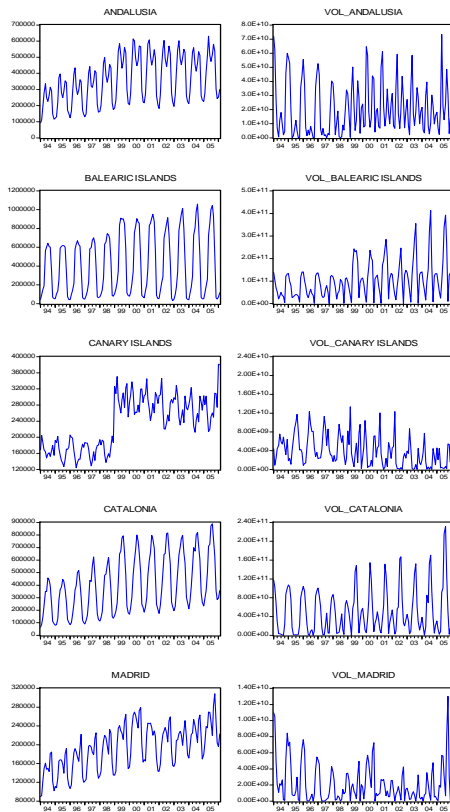 ANDALUSIA
700000
600000
500000
400000
300000
200000
100000
0
94 95 96 97 98 99 00 01 02 03 04 05
VOL_ANDALUSIA
8.0E+10
7.0E+10
6.0E+10
5.0E+10
4.0E+10
3.0E+10
2.0E+10
1.0E+10
0.0E+00
94 95 96 97 98 99 00 01 02 03 04 05
BALEARIC ISLANDS
1200000
1000000
800000
600000
400000
200000
0
94 95 96 97 98 99 00 01 02 03 04 05
VOL_BALEARIC ISLANDS
5.0E+11
4.0E+11
3.0E+11
2.0E+11
1.0E+11
0.0E+00
94 95 96 97 98 99 00 01 02 03 04 05
CANARY ISLANDS
400000
360000
320000
280000
240000
200000
160000
120000
94 95 96 97 98 99 00 01 02 03 04 05
VOL_CANARY ISLANDS
2.40E+10
2.00E+10
1.60E+10
1.20E+10
8.00E+09
4.00E+09
0.00E+00
94 95 96 97 98 99 00 01 02 03 04 05
CATALONIA
900000
800000
700000
600000
500000
400000
300000
200000
100000
0
94 95 96 97 98 99 00 01 02 03 04 05
VOL_CATALONIA
2.40E+11
2.00E+11
1.60E+11
1.20E+11
8.00E+10
4.00E+10
0.00E+00
94 95 96 97 98 99 00 01 02 03 04 05
MADRID
320000
280000
240000
200000
160000
120000
80000
94 95 96 97 98 99 00 01 02 03 04 05
VOL_MADRID
1.40E+10
1.20E+10
1.00E+10
8.00E+09
6.00E+09
4.00E+09
2.00E+09
0.00E+00
94 95 96 97 98 99 00 01 02 03 04 05